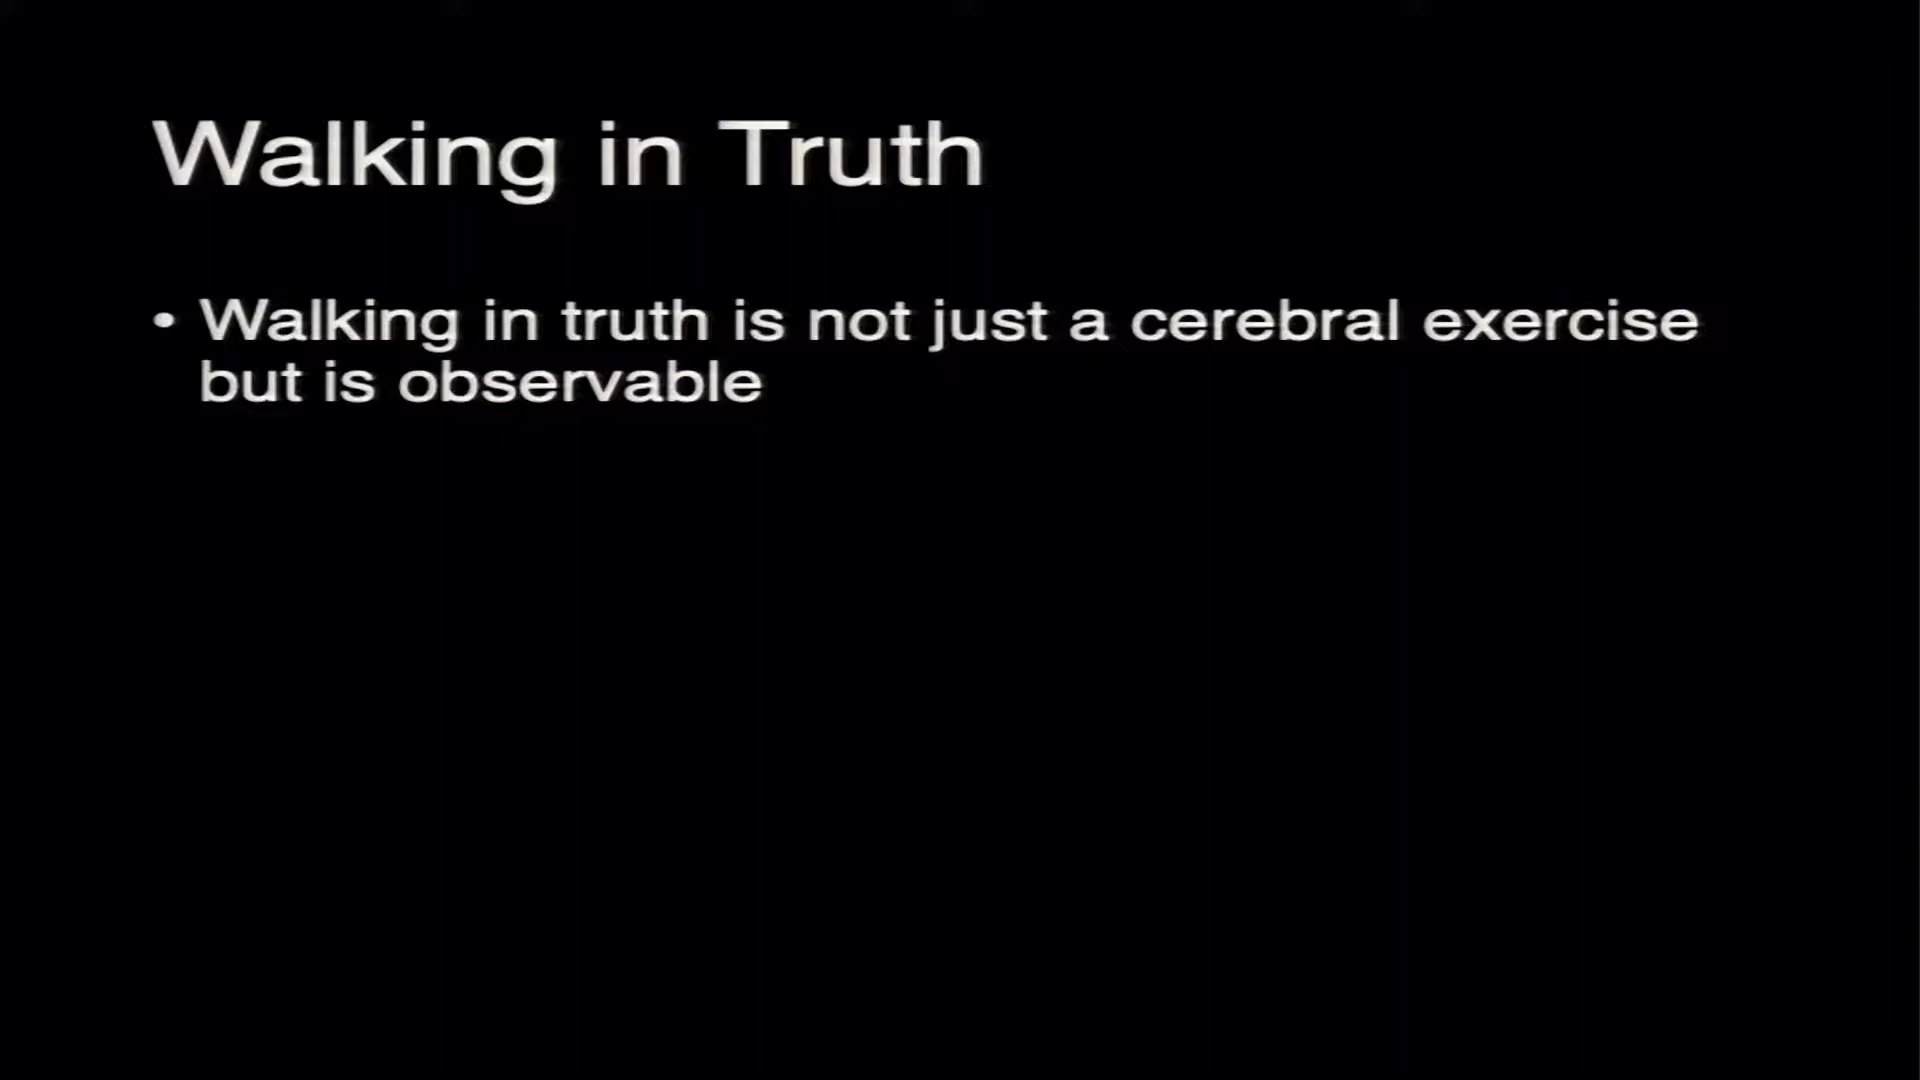 Walking in Truth
• Walking in truth is not just a cerebral exercise
but is observable